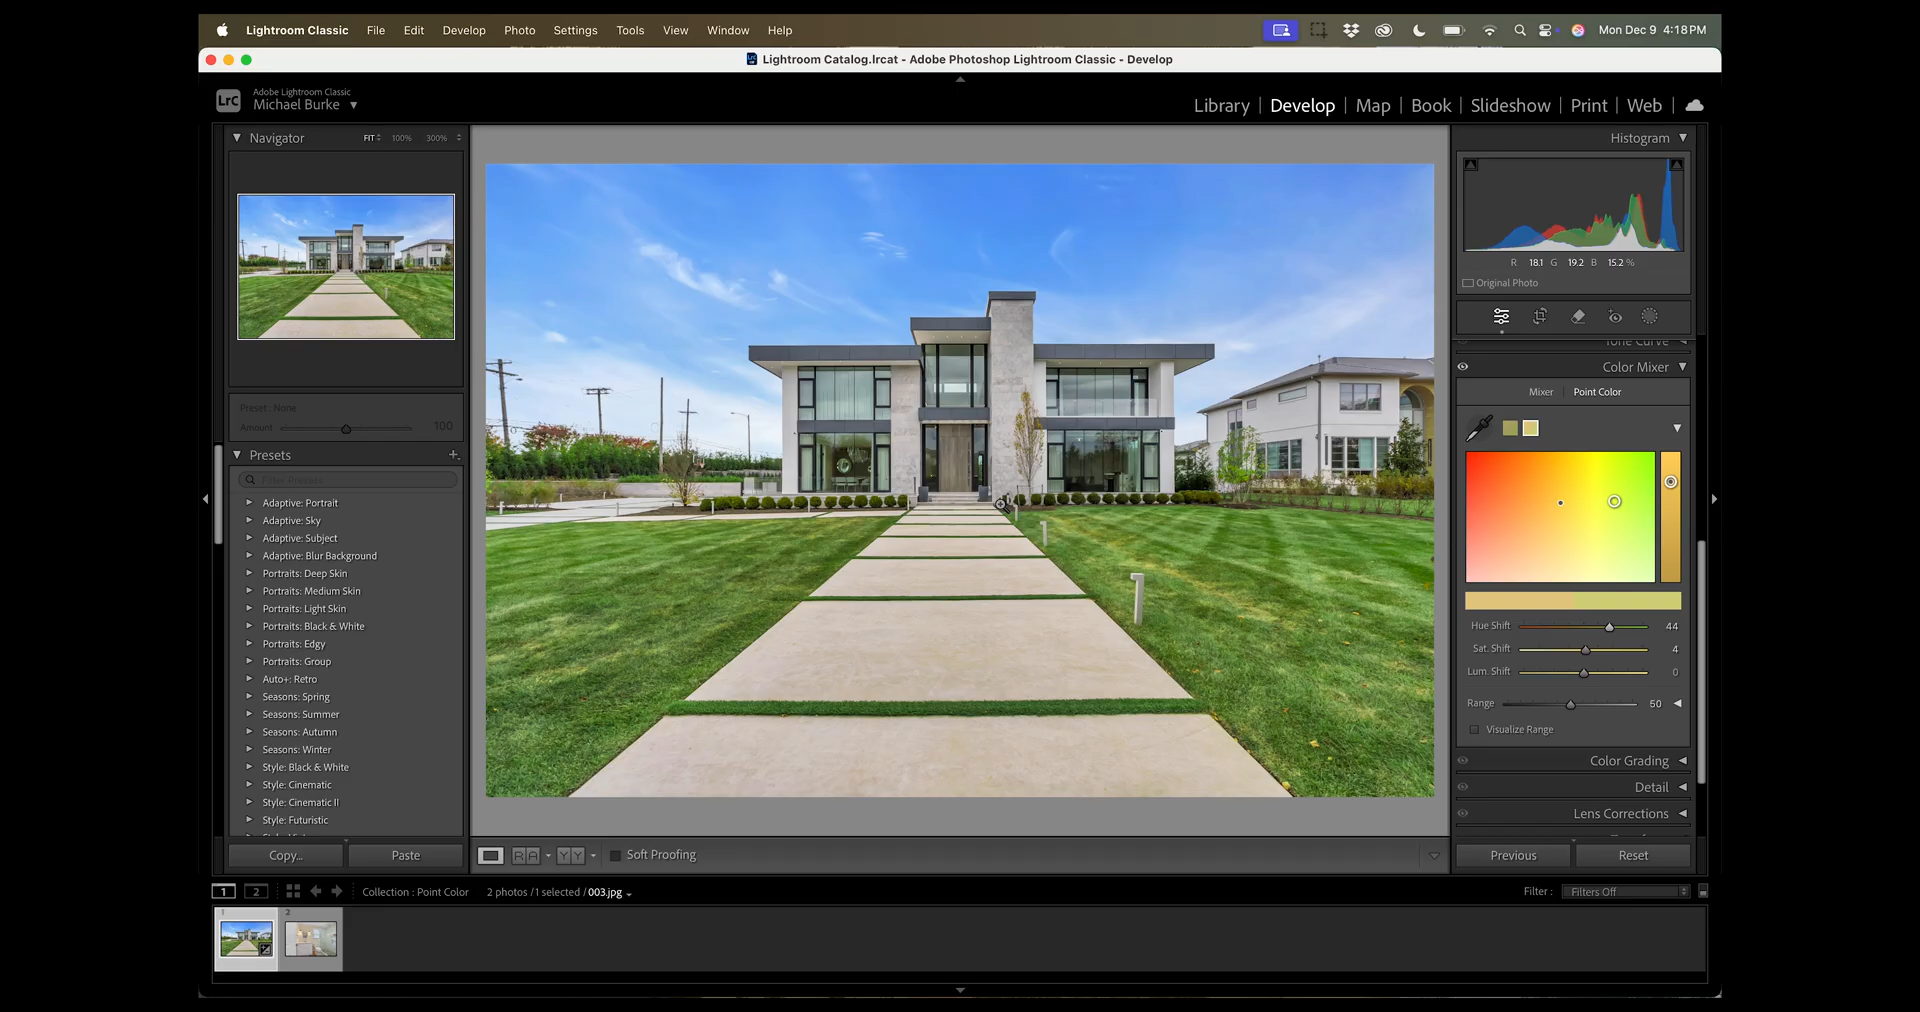 Lightroom Classic File Edit Develop Photo Settings Tools View Window Help Mon Dec 9 4:18 PM
Lightroom Catalog.lrcat - Adobe Photoshop Lightroom Classic - Develop
LrC Adobe Lightroom Classic
Michael Burke
Library | Develop | Map | Book | Slideshow | Print | Web |
Navigator FIT 100% 300%
Preset : None
Amount 100
Presets
Filter Presets
Adaptive: Portrait
Adaptive: Sky
Adaptive: Subject
Adaptive: Blur Background
Portraits: Deep Skin
Portraits: Medium Skin
Portraits: Light Skin
Portraits: Black & White
Portraits: Edgy
Portraits: Group
Auto+: Retro
Seasons: Spring
Seasons: Summer
Seasons: Autumn
Seasons: Winter
Style: Black & White
Style: Cinematic
Style: Cinematic II
Style: Futuristic
Copy... Paste
R A Y Y Soft Proofing
Histogram
R 18.1 G 19.2 B 15.2 %
Original Photo
Tone Curve
Color Mixer
Mixer Point Color
Hue Shift 44
Sat. Shift 4
Lum. Shift 0
Range 50
Visualize Range
Color Grading
Detail
Lens Corrections
Previous Reset
1 2 Collection : Point Color 2 photos / 1 selected / 003.jpg Filter : Filters Off
1 2